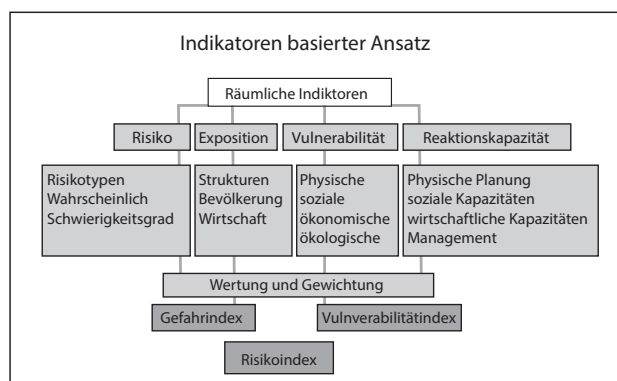 Indikatoren basierter Ansatz
Räumliche Indiktoren
Risiko
Exposition
Vulnerabilität
Reaktionskapazität
Risikotypen
Wahrscheinlich
Schwierigkeitsgrad
Strukturen
Bevölkerung
Wirtschaft
Physische
soziale
ökonomische
ökologische
Physische Planung
soziale Kapazitäten
wirtschaftliche Kapazitäten
Management
Wertung und Gewichtung
Gefahrindex
Vulnverabilitätindex
Risikoindex